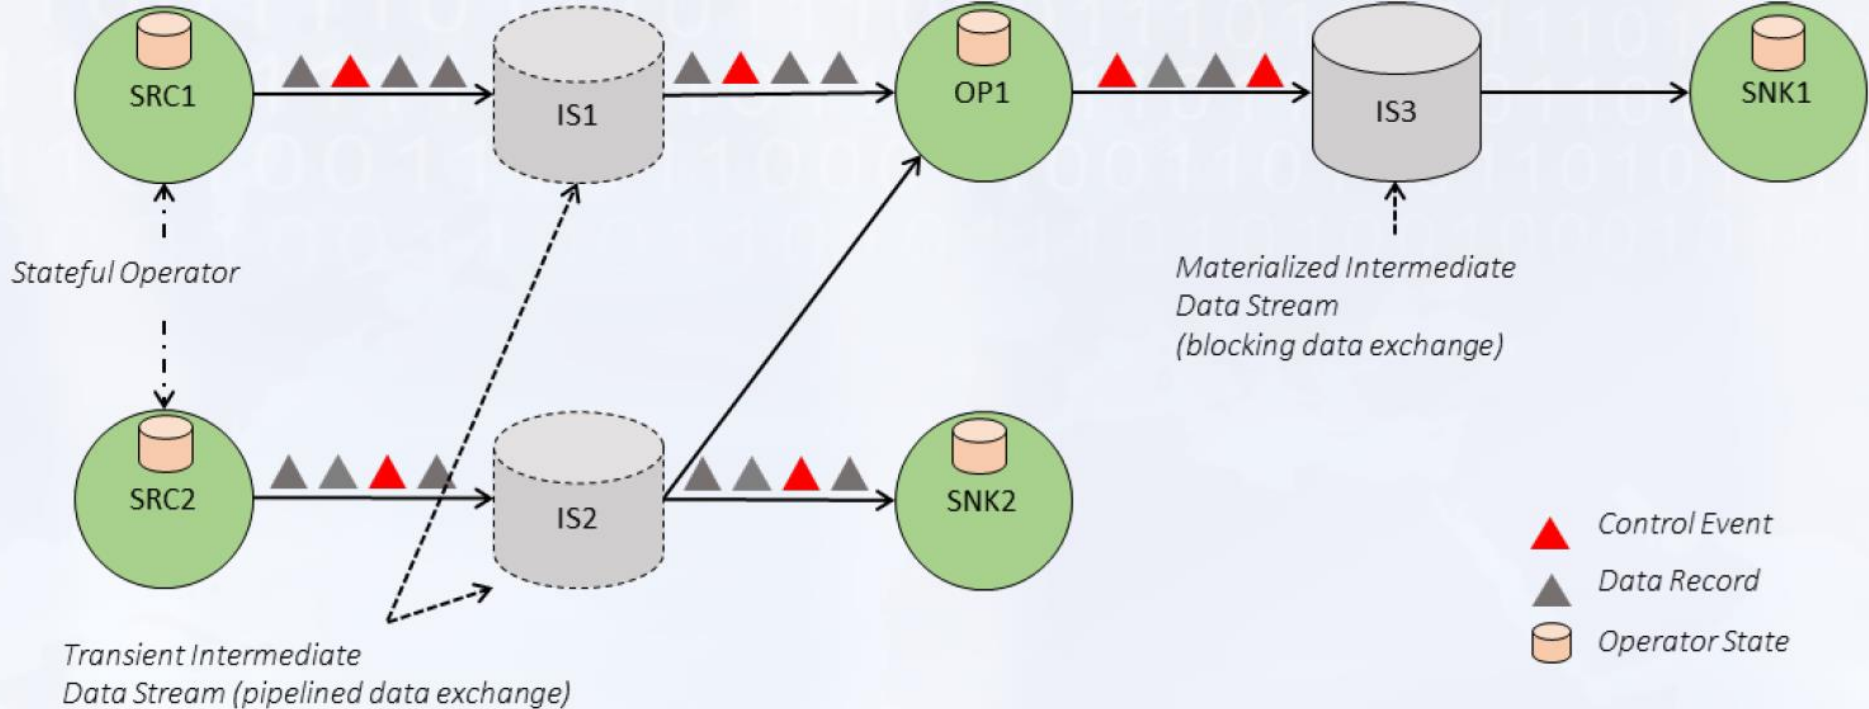 SRC1
IS1
OP1
IS3
SNK1
Stateful Operator
Materialized Intermediate
Data Stream
(blocking data exchange)
SRC2
IS2
SNK2
Control Event
Data Record
Operator State
Transient Intermediate
Data Stream (pipelined data exchange)